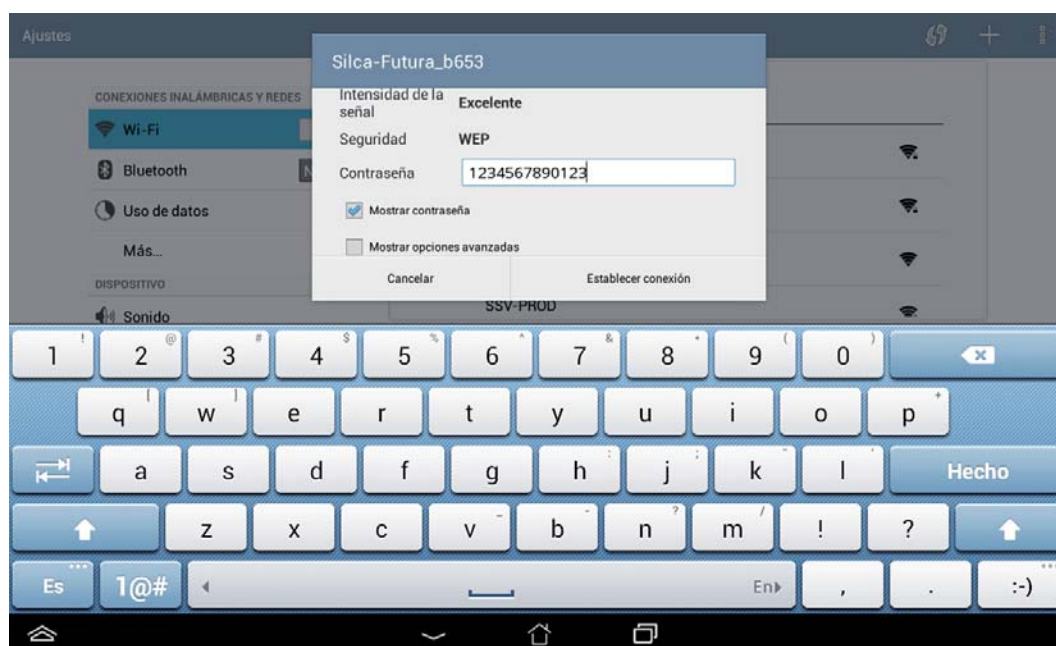 Ajustes
Silca-Futura_b653
CONEXIONES INALÁMBRICAS Y REDES
Intensidad de la señal Excelente
Wi-Fi
Seguridad WEP
Bluetooth N
Contraseña 1234567890123
Uso de datos
Mostrar contraseña
Más...
Mostrar opciones avanzadas
DISPOSITIVO
Cancelar Establecer conexión
Sonido
SSV-PROD
1 ! 2 @ 3 # 4 $ 5 % 6 ^ 7 & 8 * 9 ( 0 )
q [ w ] e r t y u i o p +
a s d f g h : j ; k l ' Hecho
z x c v b n ? m / ! ?
Es 1@# En , . :-)